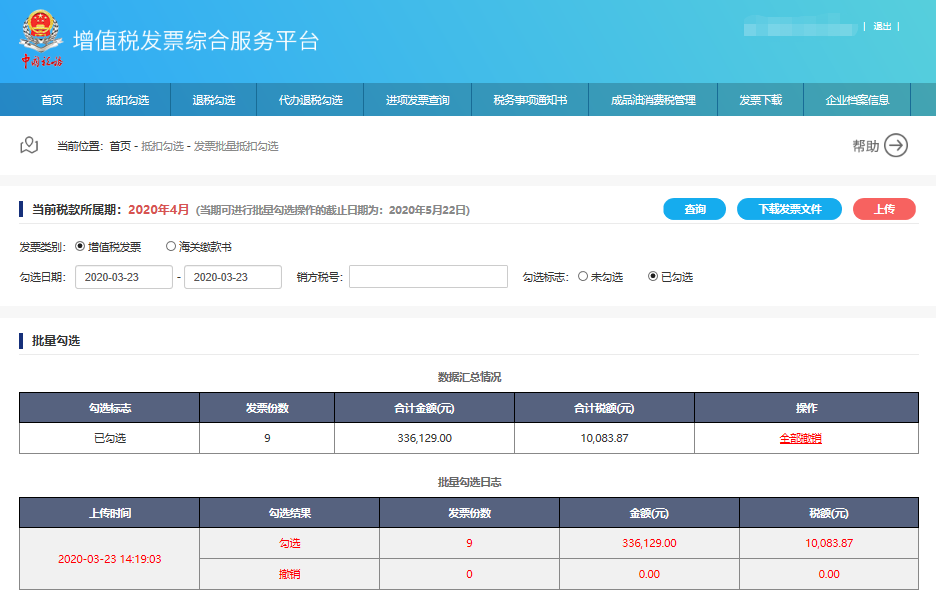 增值税发票综合服务平台
中国税务
| 退出 |
首页 抵扣勾选 退税勾选 代办退税勾选 进项发票查询 税务事项通知书 成品油消费税管理 发票下载 企业档案信息
当前位置：首页 - 抵扣勾选 - 发票批量抵扣勾选 帮助
当前税款所属期：2020年4月 (当期可进行批量勾选操作的截止日期为：2020年5月22日) 查询 下载发票文件 上传
发票类别： 增值税发票 海关缴款书
勾选日期： 2020-03-23 - 2020-03-23 销方税号： 勾选标志： 未勾选 已勾选
批量勾选
数据汇总情况
勾选标志 发票份数 合计金额(元) 合计税额(元) 操作
已勾选 9 336,129.00 10,083.87 全部撤销
批量勾选日志
上传时间 勾选结果 发票份数 金额(元) 税额(元)
2020-03-23 14:19:03 勾选 9 336,129.00 10,083.87
撤销 0 0.00 0.00